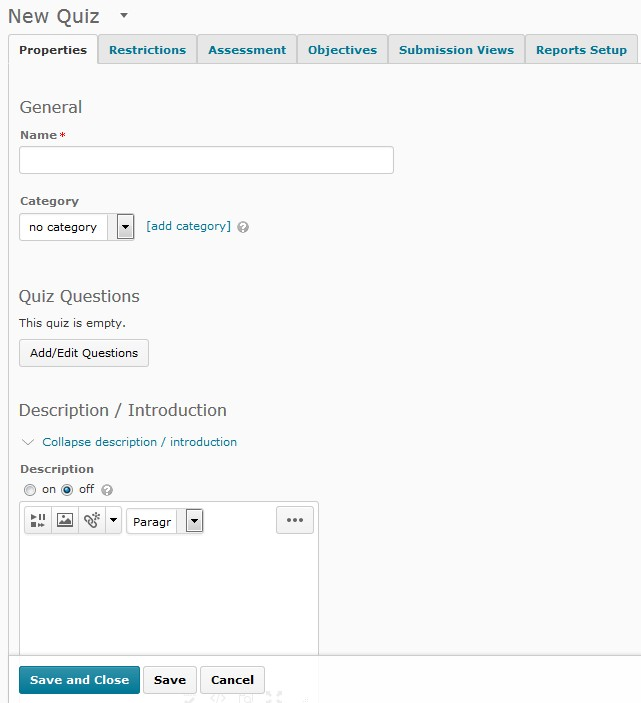 New Quiz
Properties Restrictions Assessment Objectives Submission Views Reports Setup
General
Name *
Category
no category [add category] ?
Quiz Questions
This quiz is empty.
Add/Edit Questions
Description / Introduction
Collapse description / introduction
Description
on off ?
Paragr
Save and Close Save Cancel